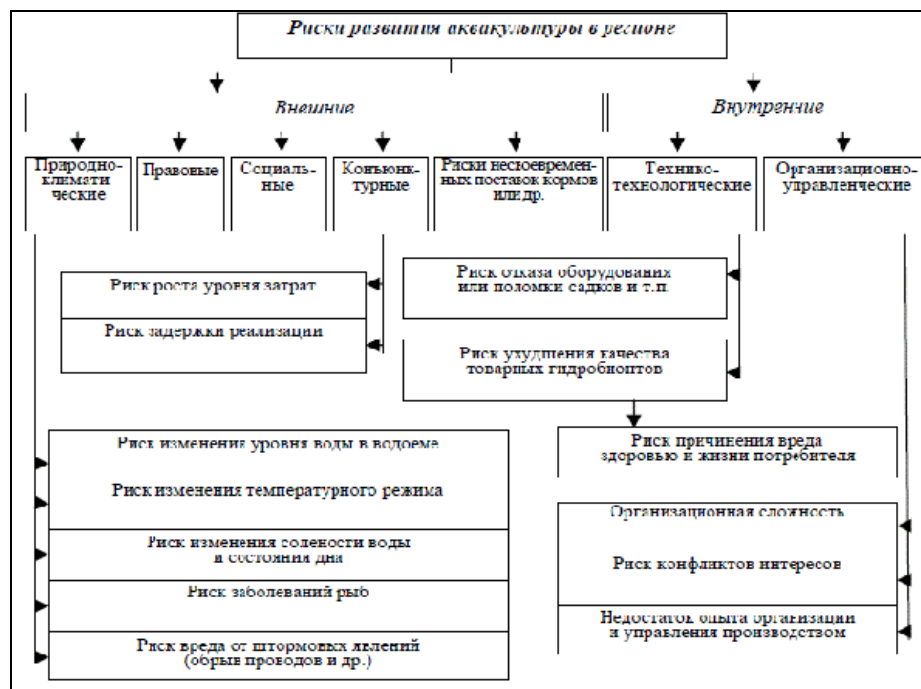 Риски развития аквакультуры в регионе
Внешние
Внутренние
Природно-
климати
ческие
Правовые
Социаль-
ные
Конъюнк-
турные
Риски несвоевремен-
ных поставок кормов
или др.
Технико-
технологические
Организационно-
управленческие
Риск роста уровня затрат
Риск задержки реализации
Риск отказа оборудования
или поломки садков и т.п.
Риск ухудшения качества
товарных гидробионтов
Риск причинения вреда
здоровью и жизни потребителя
Риск изменения уровня воды в водоеме
Риск изменения температурного режима
Риск изменения солености воды
и состояния дна
Риск заболеваний рыб
Риск вреда от штормовых явлений
(обрыв проводов и др.)
Организационная сложность
Риск конфликтов интересов
Недостаток опыта организации
и управления производством